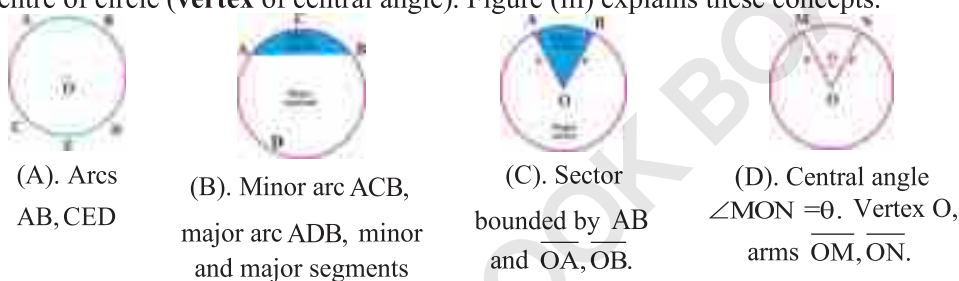 centre of circle (vertex of central angle). Figure (iii) explains these concepts.
A B
O
C D
E
C
A B
D
A B
O
M N
O
(A). Arcs
AB, CED
(B). Minor arc ACB,
major arc ADB, minor
and major segments
(C). Sector
bounded by AB
and OA, OB.
(D). Central angle
∠MON =θ. Vertex O,
arms OM, ON.
OOK BO